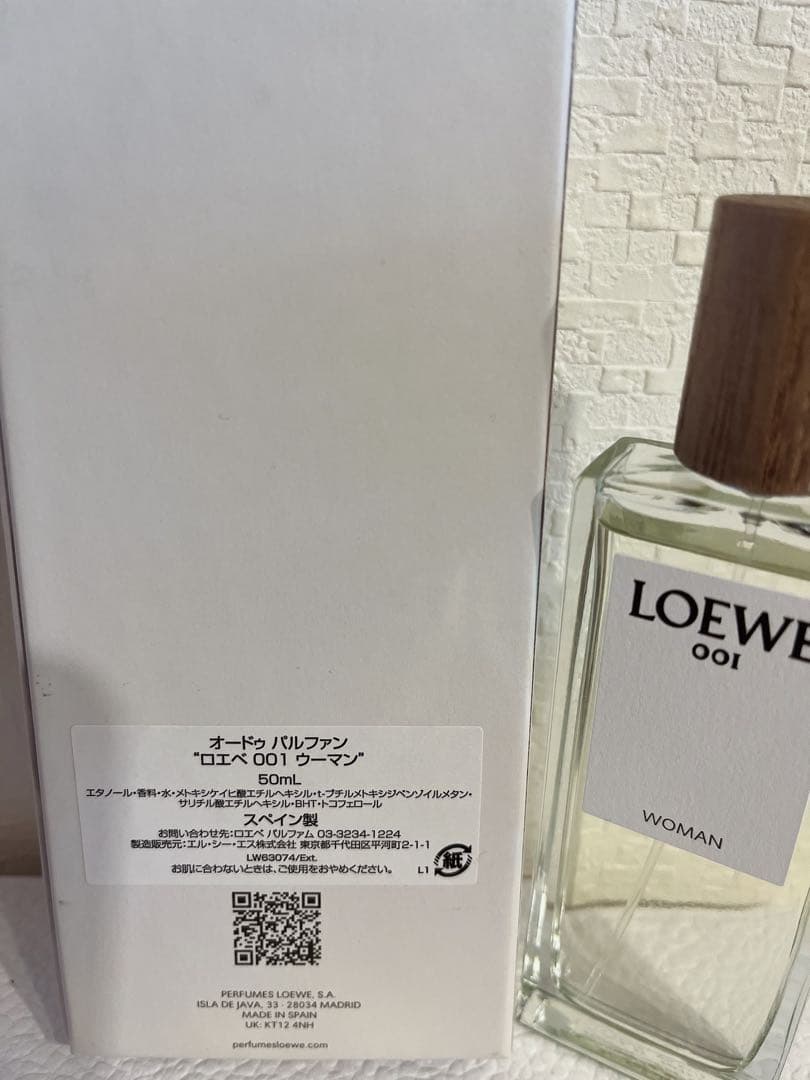 オードゥ パルファン
"ロエベ 001 ウーマン"
50mL
エタノール・香料・水・メトキシケイヒ酸エチルヘキシル・t-ブチルメトキシジベンゾイルメタン・
サリチル酸エチルヘキシル・BHT・トコフェロール
スペイン製
お問い合わせ先:ロエベ パルファム 03-3234-1224
製造販売元:エル・シー・エス株式会社 東京都千代田区平河町2-1-1
LW63074/Ext.
お肌に合わないときは、ご使用をおやめください。
L1
紙
PERFUMES LOEWE, S.A.
ISLA DE JAVA, 33 · 28034 MADRID
MADE IN SPAIN
UK: KT12 4NH
perfumesloewe.com
LOEWE
001
WOMAN